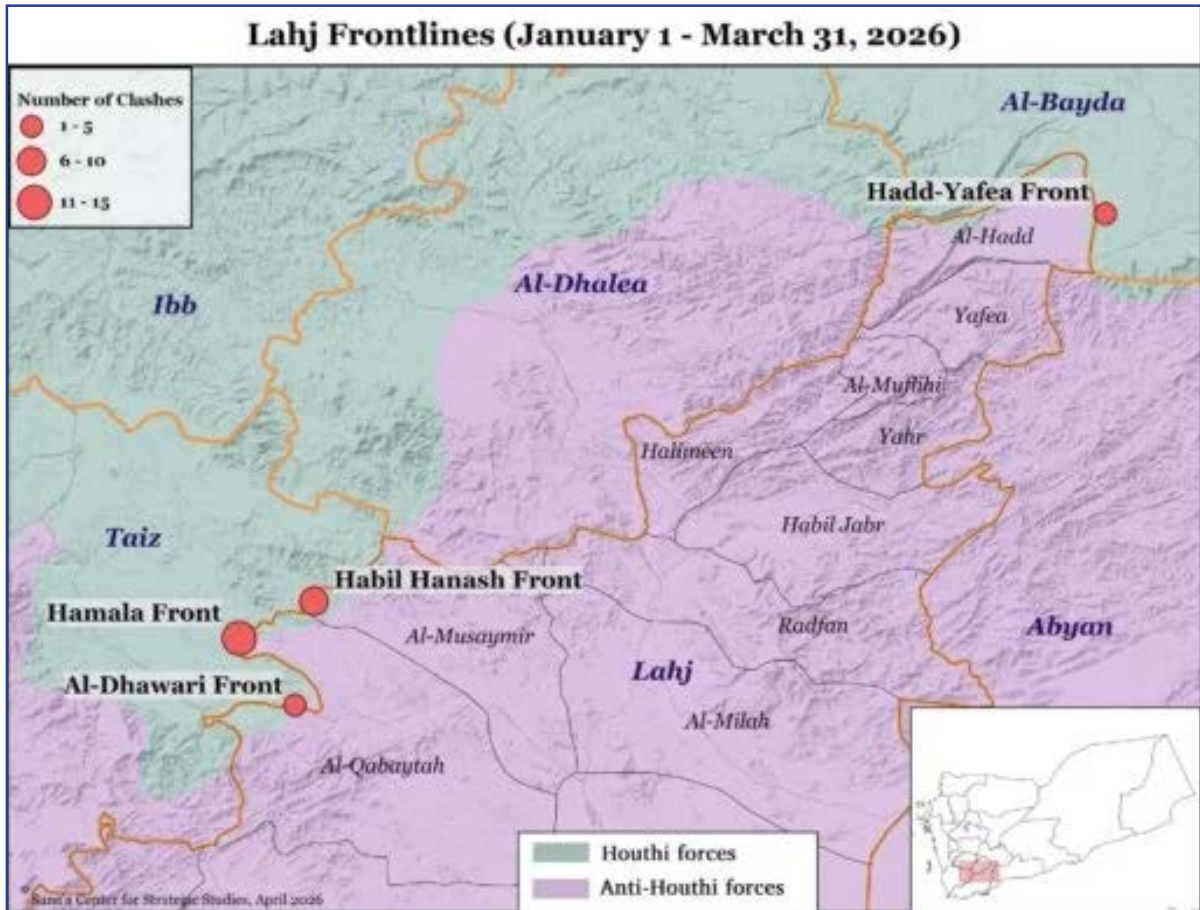 Lahj Frontlines (January 1 - March 31, 2026)
Number of Clashes
1 - 5
6 - 10
11 - 15
Al-Bayda
Hadd-Yafea Front
Al-Hadd
Ibb
Al-Dhalea
Yafea
Al-Muflihi
Yahr
Halimeen
Habil Jabr
Taiz
Habil Hanash Front
Hamala Front
Al-Musaymir
Radfan
Abyan
Lahj
Al-Dhawari Front
Al-Milah
Al-Qabaytah
Houthi forces
Anti-Houthi forces
Sana'a Center for Strategic Studies, April 2026